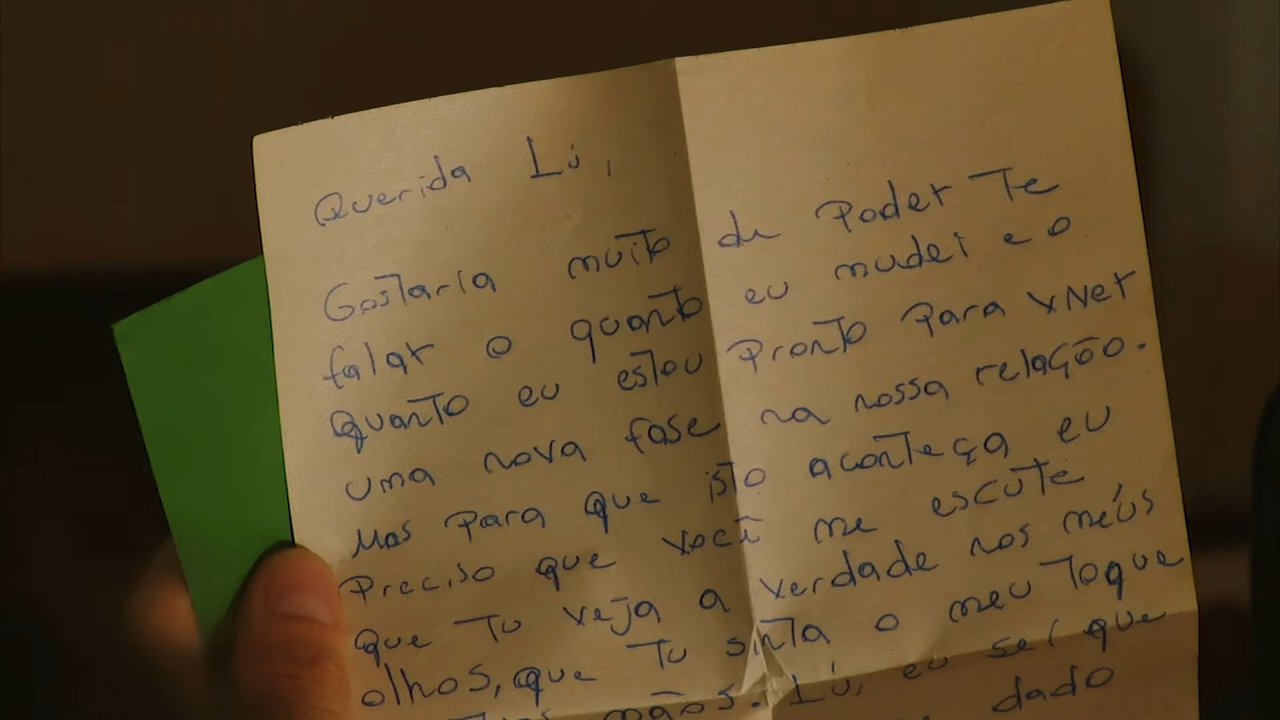 Querida Lú,
Gostaria muito de Poder Te
falar o quanto eu mudei e o
quanto eu estou Pronto Para
uma nova fase na nossa relação.
Mas Para que isto aconteça eu
Preciso que você me escute
que Tu veja a verdade nos meús
olhos, que Tu sinta o meu Toque
mãos. Lú, eu sei que
dado